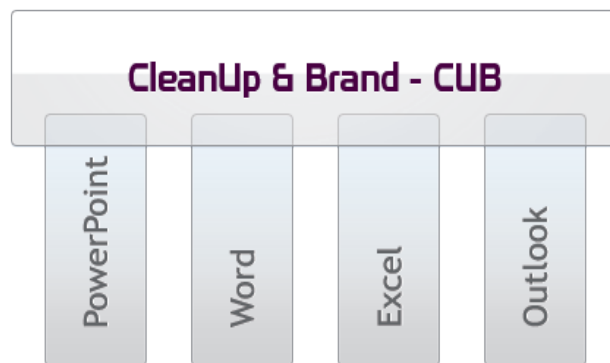 CleanUp & Brand - CUB
PowerPoint
Word
Excel
Outlook